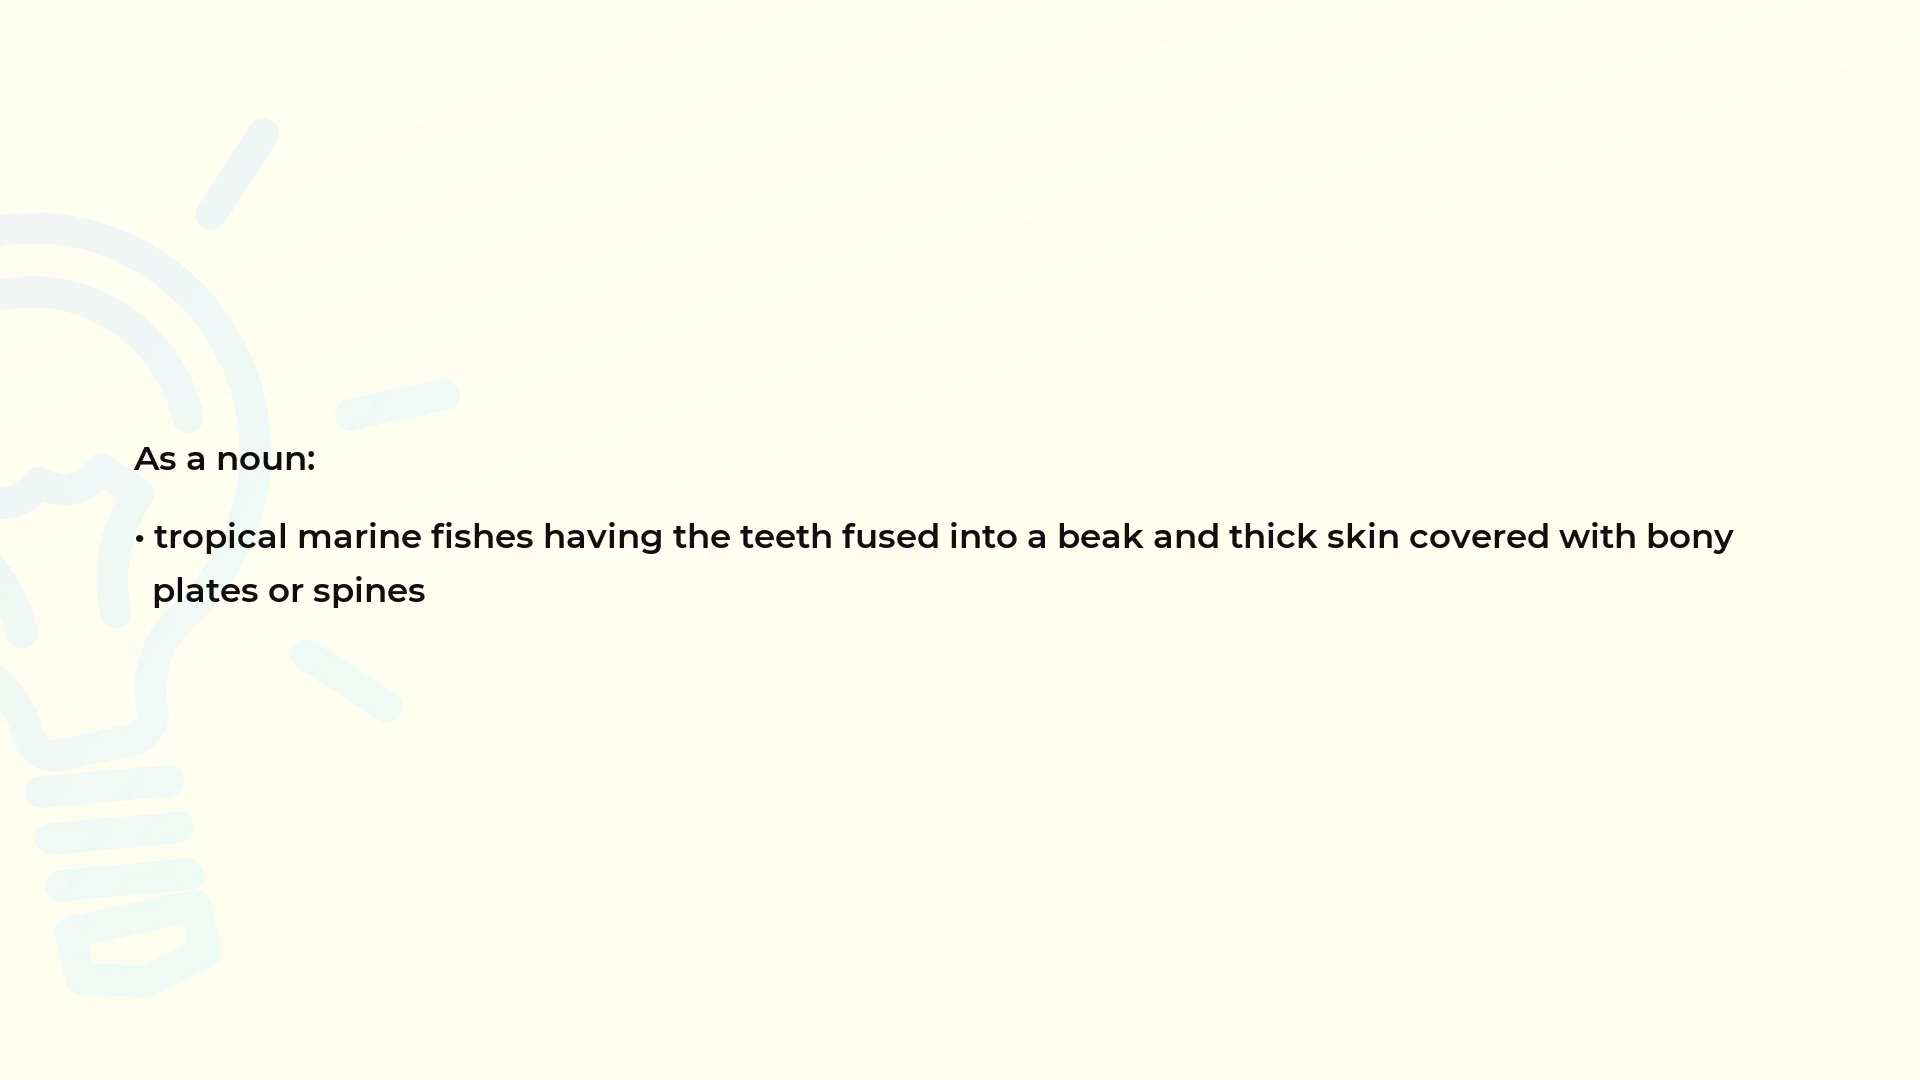 As a noun:
• tropical marine fishes having the teeth fused into a beak and thick skin covered with bony
plates or spines